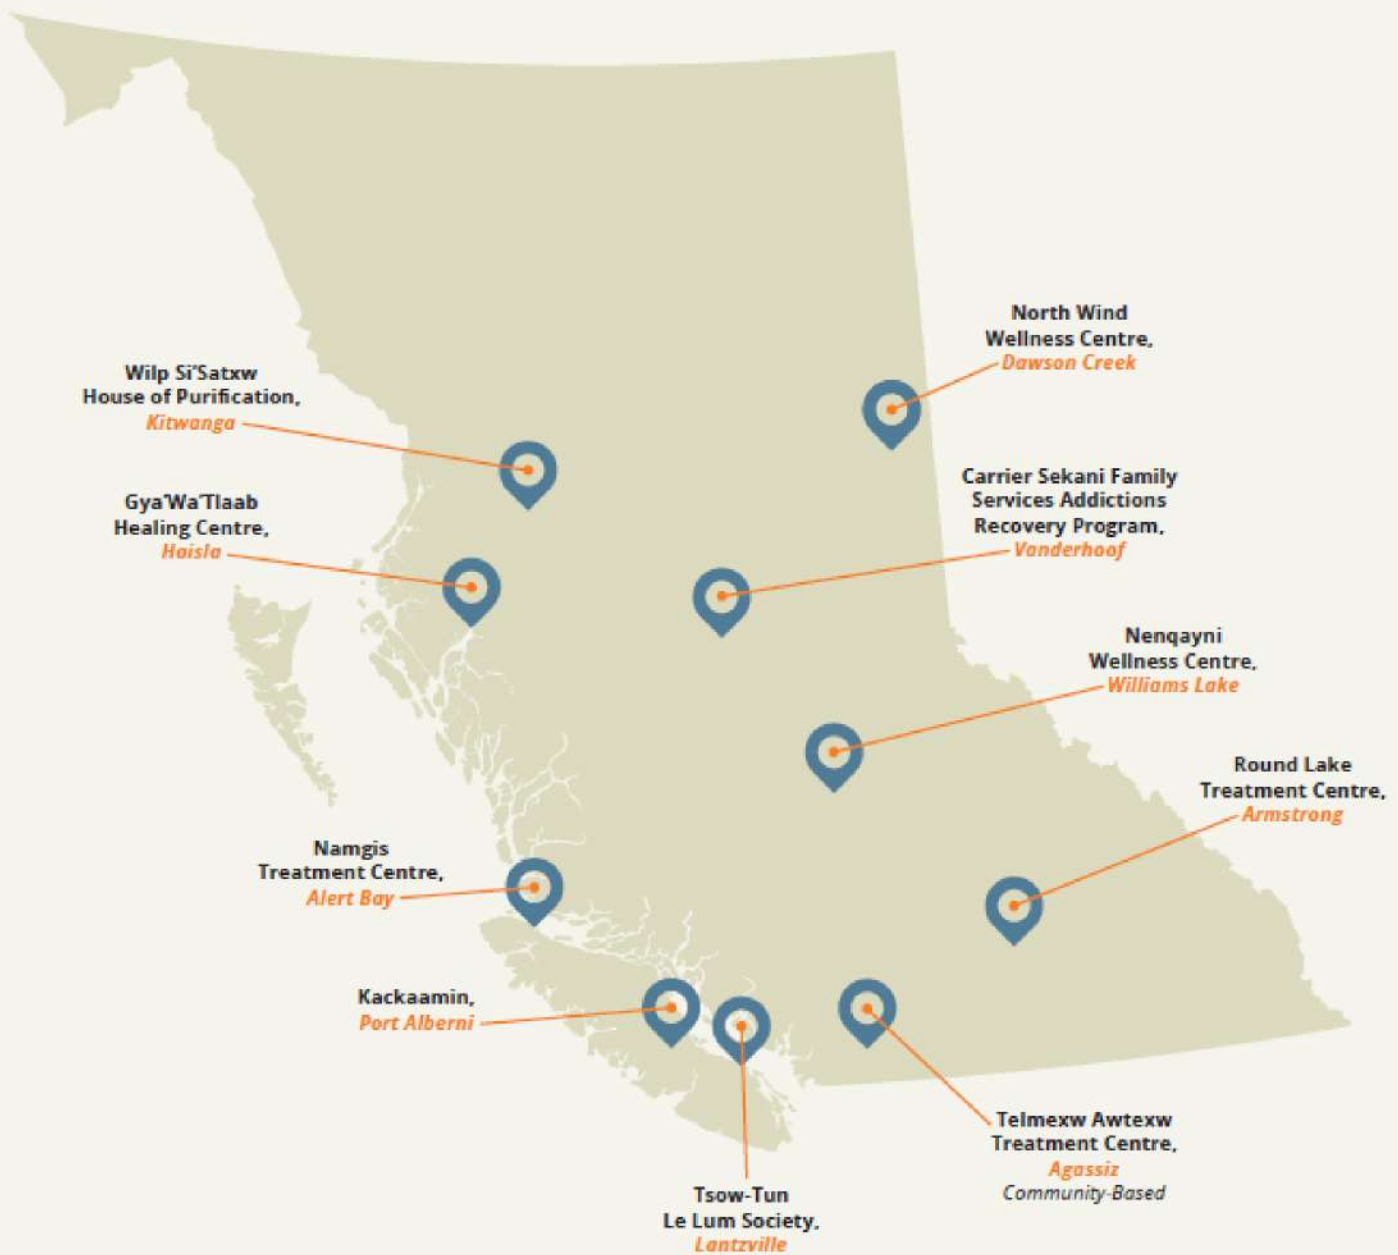 North Wind
Wellness Centre,
Dawson Creek
Wilp Si'Satxw
House of Purification,
Kitwanga
Carrier Sekani Family
Services Addictions
Recovery Program,
Vanderhoof
Gya'Wa'Tlaab
Healing Centre,
Haisla
Nenqayni
Wellness Centre,
Williams Lake
Round Lake
Treatment Centre,
Armstrong
Namgis
Treatment Centre,
Alert Bay
Kackaamin,
Port Alberni
Telmexw Awtexw
Treatment Centre,
Agassiz
Community-Based
Tsow-Tun
Le Lum Society,
Lantzville